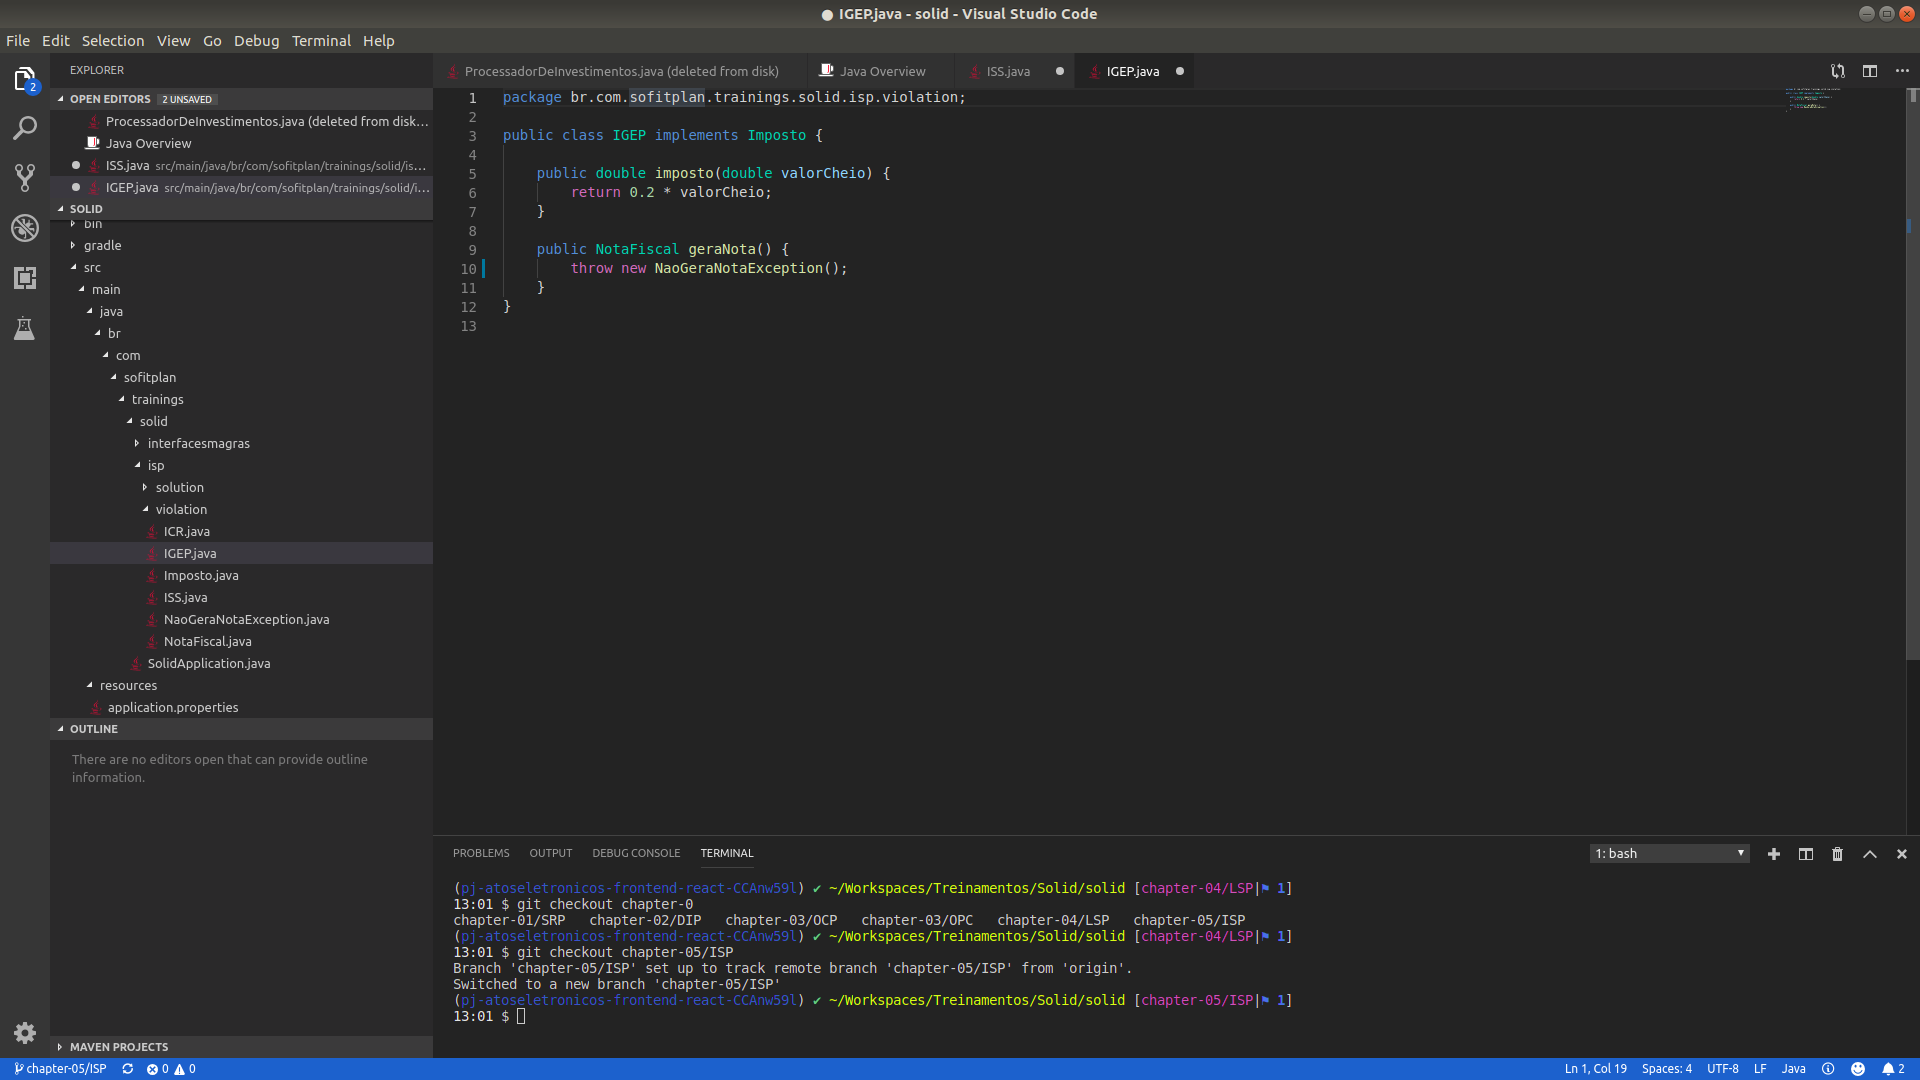 ● IGEP.java - solid - Visual Studio Code
File Edit Selection View Go Debug Terminal Help
2
EXPLORER
OPEN EDITORS 2 UNSAVED
ProcessadorDeInvestimentos.java (deleted from disk...
Java Overview
ISS.java src/main/java/br/com/sofitplan/trainings/solid/is...
IGEP.java src/main/java/br/com/sofitplan/trainings/solid/i...
SOLID
bin
gradle
src
main
java
br
com
sofitplan
trainings
solid
interfacesmagras
isp
solution
violation
ICR.java
IGEP.java
Imposto.java
ISS.java
NaoGeraNotaException.java
NotaFiscal.java
SolidApplication.java
resources
application.properties
OUTLINE
There are no editors open that can provide outline
information.
MAVEN PROJECTS
ProcessadorDeInvestimentos.java (deleted from disk) Java Overview ISS.java IGEP.java
1 package br.com.sofitplan.trainings.solid.isp.violation;
2
3 public class IGEP implements Imposto {
4
5 public double imposto(double valorCheio) {
6 return 0.2 * valorCheio;
7 }
8
9 public NotaFiscal geraNota() {
10 throw new NaoGeraNotaException();
11 }
12 }
13
PROBLEMS OUTPUT DEBUG CONSOLE TERMINAL 1: bash
(pj-atoseletronicos-frontend-react-CCAnw59l) ✔ ~/Workspaces/Treinamentos/Solid/solid [chapter-04/LSP|⚑ 1]
13:01 $ git checkout chapter-0
chapter-01/SRP chapter-02/DIP chapter-03/OCP chapter-03/OPC chapter-04/LSP chapter-05/ISP
(pj-atoseletronicos-frontend-react-CCAnw59l) ✔ ~/Workspaces/Treinamentos/Solid/solid [chapter-04/LSP|⚑ 1]
13:01 $ git checkout chapter-05/ISP
Branch 'chapter-05/ISP' set up to track remote branch 'chapter-05/ISP' from 'origin'.
Switched to a new branch 'chapter-05/ISP'
(pj-atoseletronicos-frontend-react-CCAnw59l) ✔ ~/Workspaces/Treinamentos/Solid/solid [chapter-05/ISP|⚑ 1]
13:01 $
chapter-05/ISP 0 0 Ln 1, Col 19 Spaces: 4 UTF-8 LF Java 2